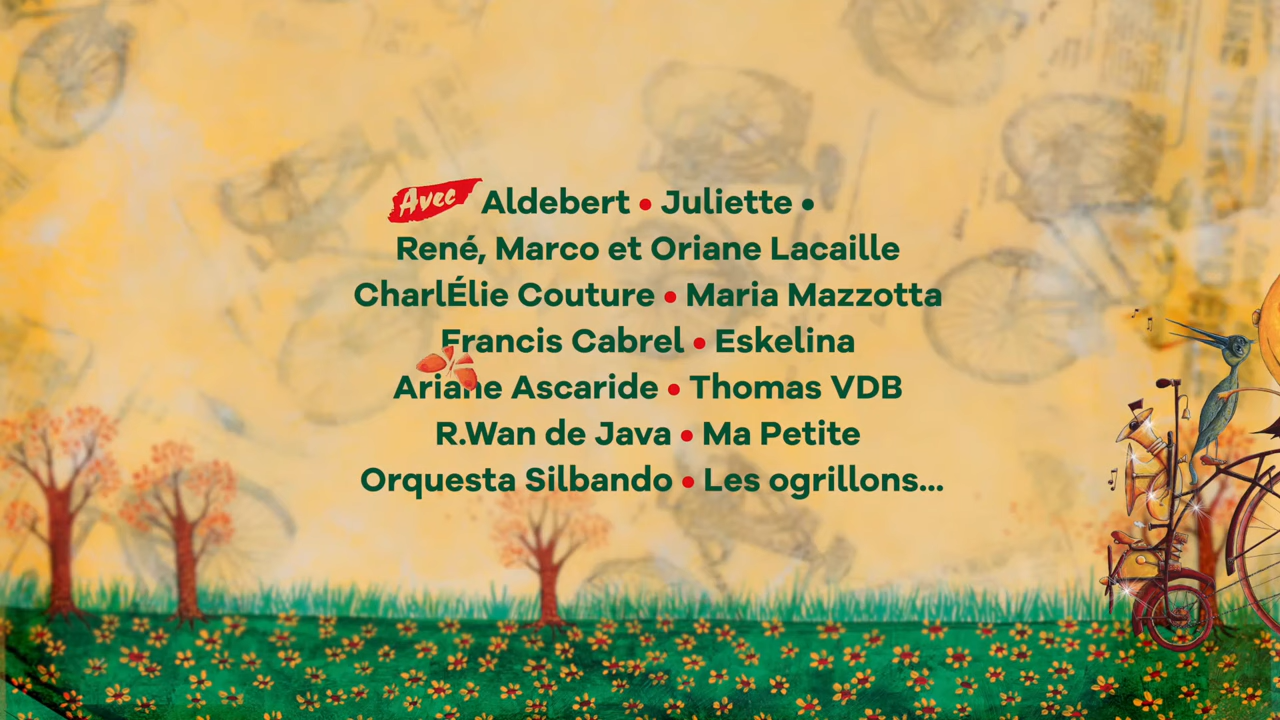 Avec Aldebert • Juliette •
René, Marco et Oriane Lacaille
CharlÉlie Couture • Maria Mazzotta
Francis Cabrel • Eskelina
Ariane Ascaride • Thomas VDB
R.Wan de Java • Ma Petite
Orquesta Silbando • Les ogrillons...